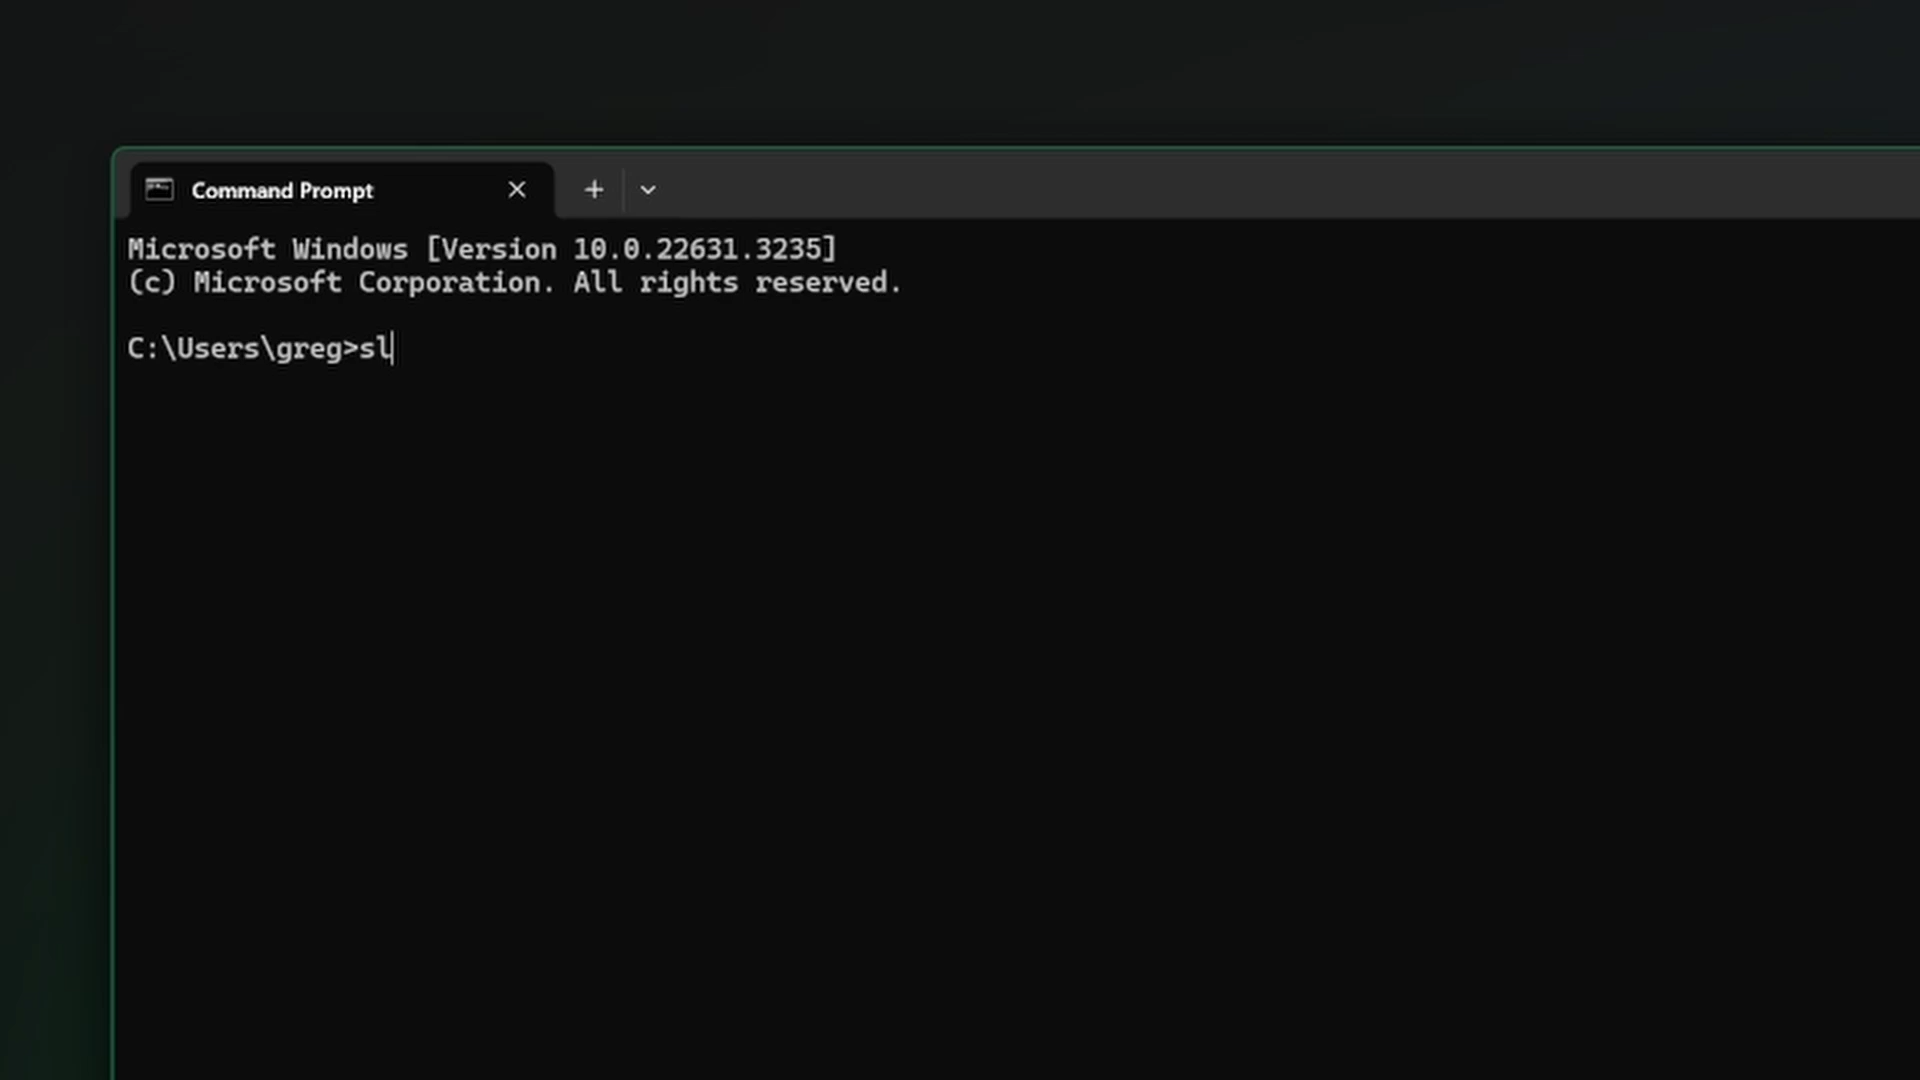 Command Prompt
Microsoft Windows [Version 10.0.22631.3235]
(c) Microsoft Corporation. All rights reserved.
C:\Users\greg>sl